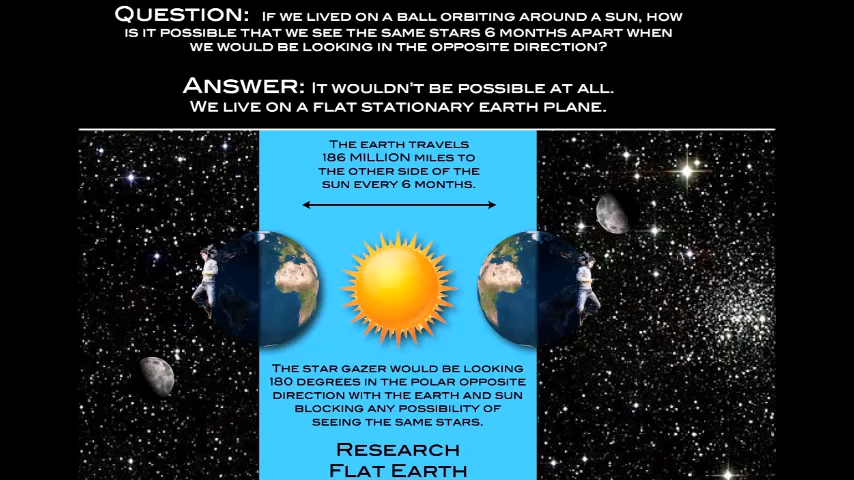 QUESTION: IF WE LIVED ON A BALL ORBITING AROUND A SUN, HOW
IS IT POSSIBLE THAT WE SEE THE SAME STARS 6 MONTHS APART WHEN
WE WOULD BE LOOKING IN THE OPPOSITE DIRECTION?
ANSWER: IT WOULDN'T BE POSSIBLE AT ALL.
WE LIVE ON A FLAT STATIONARY EARTH PLANE.
THE EARTH TRAVELS
186 MILLION MILES TO
THE OTHER SIDE OF THE
SUN EVERY 6 MONTHS.
THE STAR GAZER WOULD BE LOOKING
180 DEGREES IN THE POLAR OPPOSITE
DIRECTION WITH THE EARTH AND SUN
BLOCKING ANY POSSIBILITY OF
SEEING THE SAME STARS.
RESEARCH
FLAT EARTH